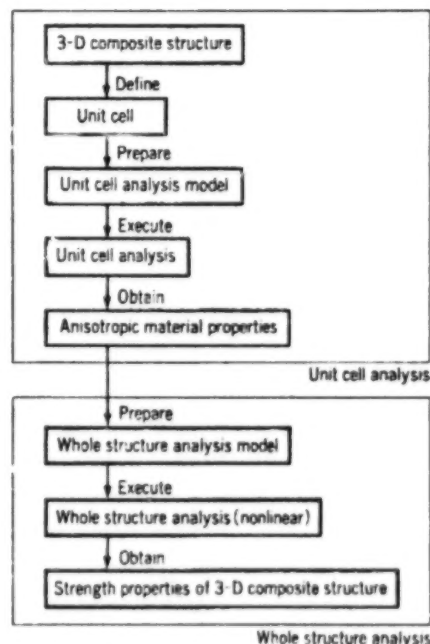 3-D composite structure
Define
Unit cell
Prepare
Unit cell analysis model
Execute
Unit cell analysis
Obtain
Anisotropic material properties
Unit cell analysis
Prepare
Whole structure analysis model
Execute
Whole structure analysis (nonlinear)
Obtain
Strength properties of 3-D composite structure
Whole structure analysis